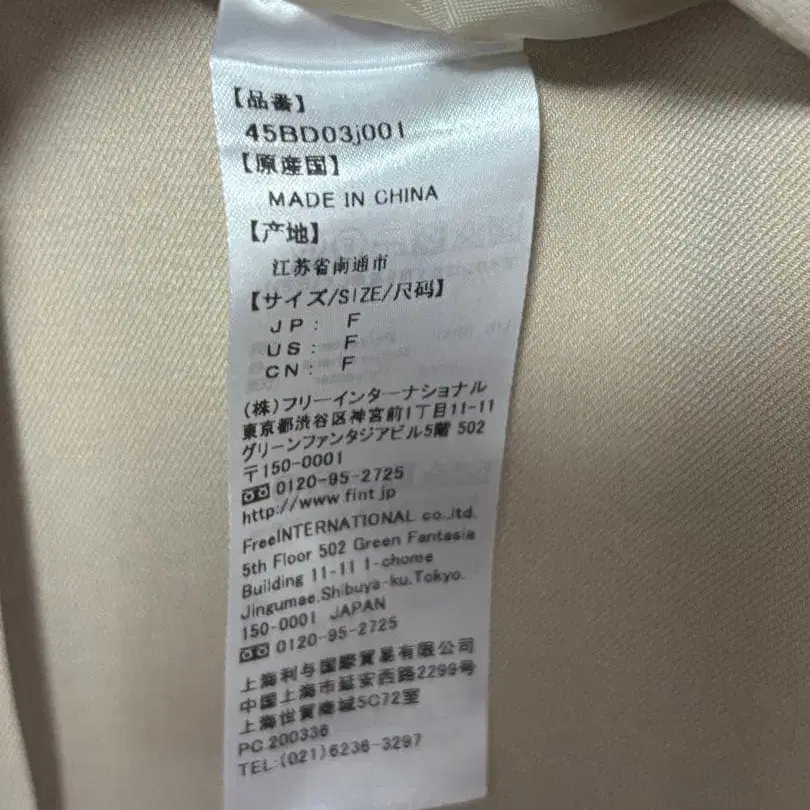 【品番】
45BD03j001
【原産国】
MADE IN CHINA
【产地】
江苏省南通市
【サイズ/SIZE/尺码】
JP: F
US: F
CN: F
(株)フリーインターナショナル
東京都渋谷区神宮前1丁目11-11
グリーンファンタジアビル5階 502
〒150-0001
0120-95-2725
http://www.fint.jp
FreeINTERNATIONAL co.,ltd.
5th Floor 502 Green Fantasia
Building 11-11 1-chome
Jingumae.Shibuya-ku.Tokyo.
150-0001 JAPAN
0120-95-2725
上海利与国際貿易有限公司
中国上海市延安西路2299号
上海世貿商城5C72室
PC 200336
TEL:(021)6236-3297